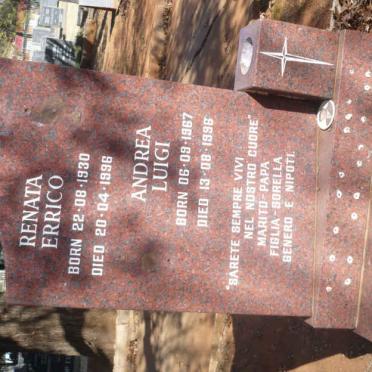 RENATA
ERRICO
BORN 22-08-1930
DIED 20-04-1996
ANDREA
LUIGI
BORN 06-09-1967
DIED 13-08-1996
"SARETE SEMPRE VIVI
NEL NOSTRO CUORE"
MARITO-PAPA
FIGLIA-SORELLA
GENERO E NIPOTI.